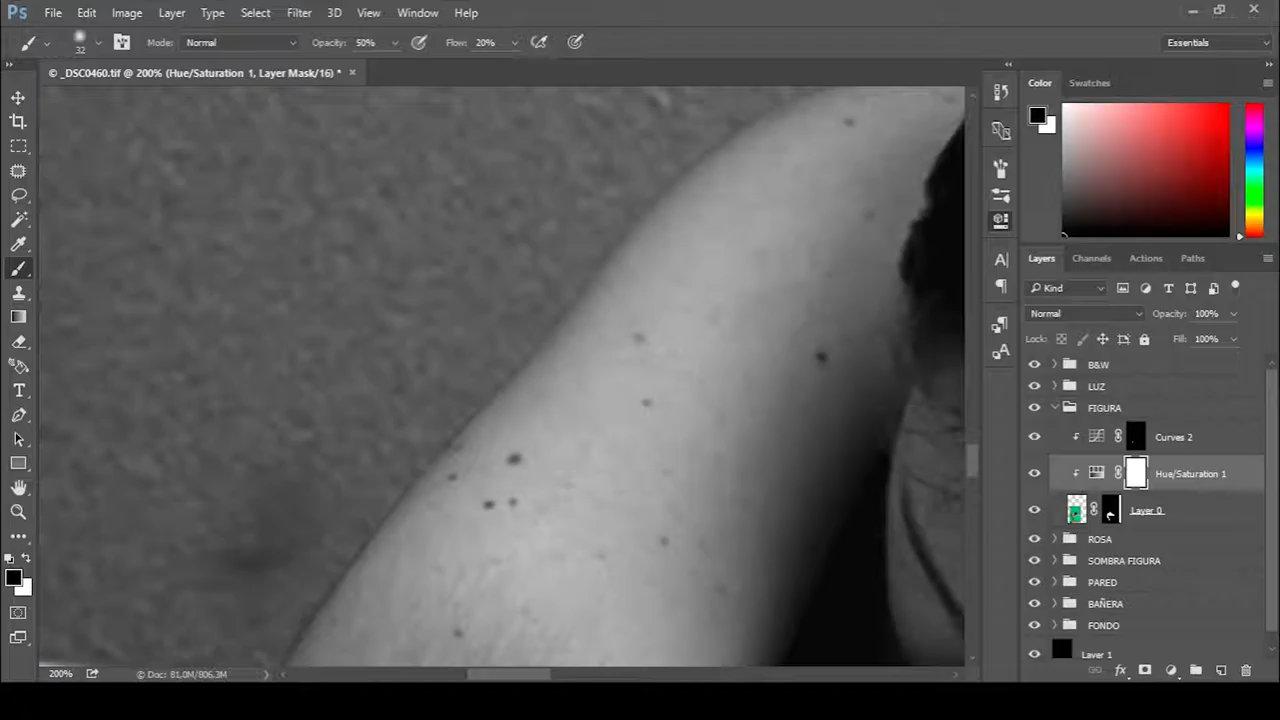 Ps File Edit Image Layer Type Select Filter 3D View Window Help
32 Mode: Normal Opacity: 50% Flow: 20% Essentials
© _DSC0460.tif @ 200% (Hue/Saturation 1, Layer Mask/16) *
Color Swatches
Layers Channels Actions Paths
Kind
Normal Opacity: 100%
Lock: Fill: 100%
B&W
LUZ
FIGURA
Curves 2
Hue/Saturation 1
Layer 0
ROSA
SOMBRA FIGURA
PARED
BAÑERA
FONDO
Layer 1
200% Doc: 81,0M/806,3M